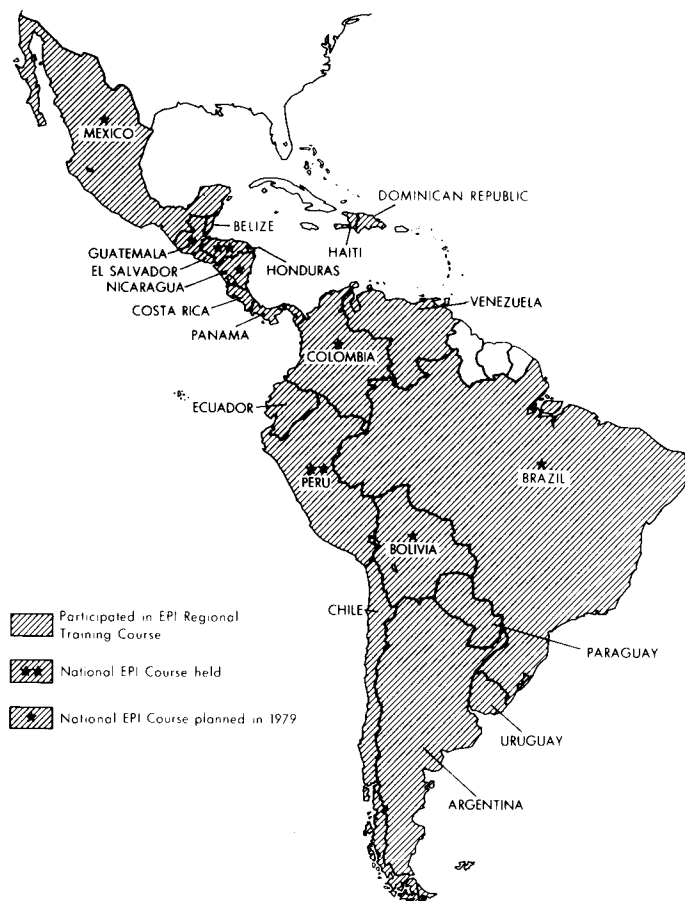 MEXICO
DOMINICAN REPUBLIC
BELIZE
HAITI
GUATEMALA
HONDURAS
EL SALVADOR
NICARAGUA
COSTA RICA
VENEZUELA
PANAMA
COLOMBIA
ECUADOR
PERU
BRAZIL
BOLIVIA
CHILE
Participated in EPI Regional
Training Course
PARAGUAY
National EPI Course held
National EPI Course planned in 1979
URUGUAY
ARGENTINA